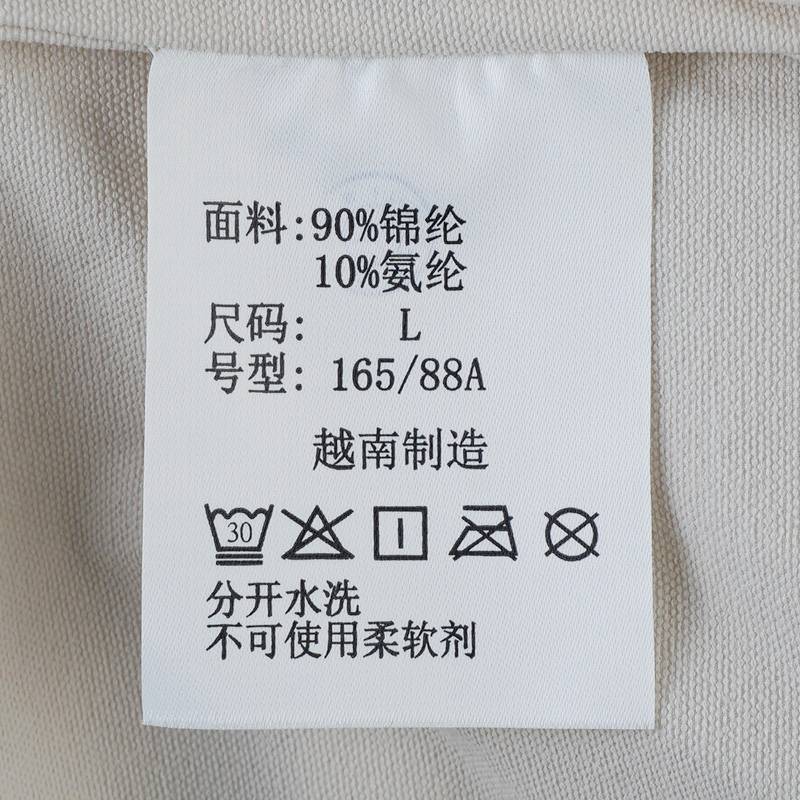 面料:90%锦纶
10%氨纶
尺码: L
号型: 165/88A
越南制造
30
分开水洗
不可使用柔软剂